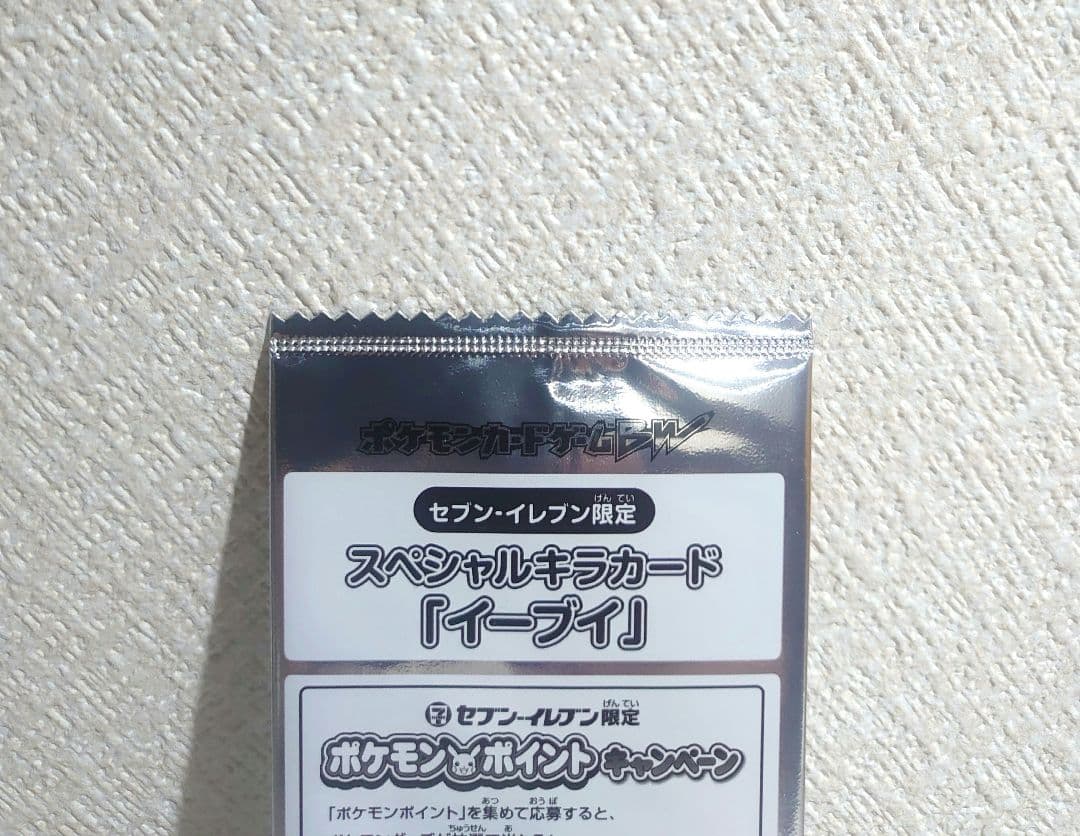 ポケモンカードゲームBW
セブン-イレブン限定
スペシャルキラカード
「イーブイ」
セブン-イレブン限定
ポケモンポイントキャンペーン
「ポケモンポイント」を集めて応募すると、